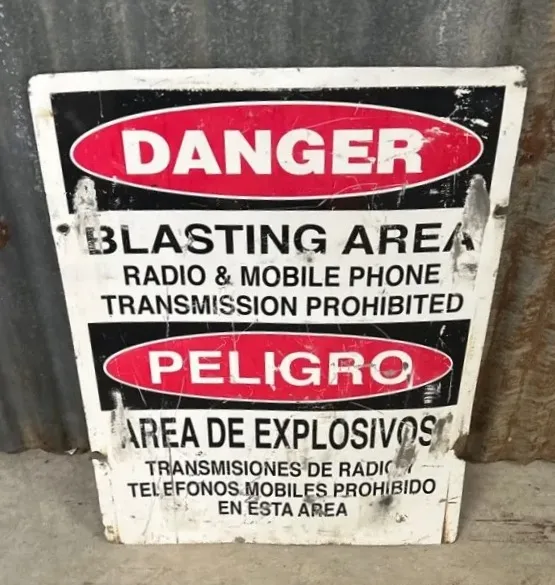 DANGER
BLASTING AREA
RADIO & MOBILE PHONE
TRANSMISSION PROHIBITED
PELIGRO
AREA DE EXPLOSIVOS
TRANSMISIONES DE RADIO Y
TELEFONOS MOBILES PROHIBIDO
EN ESTA AREA